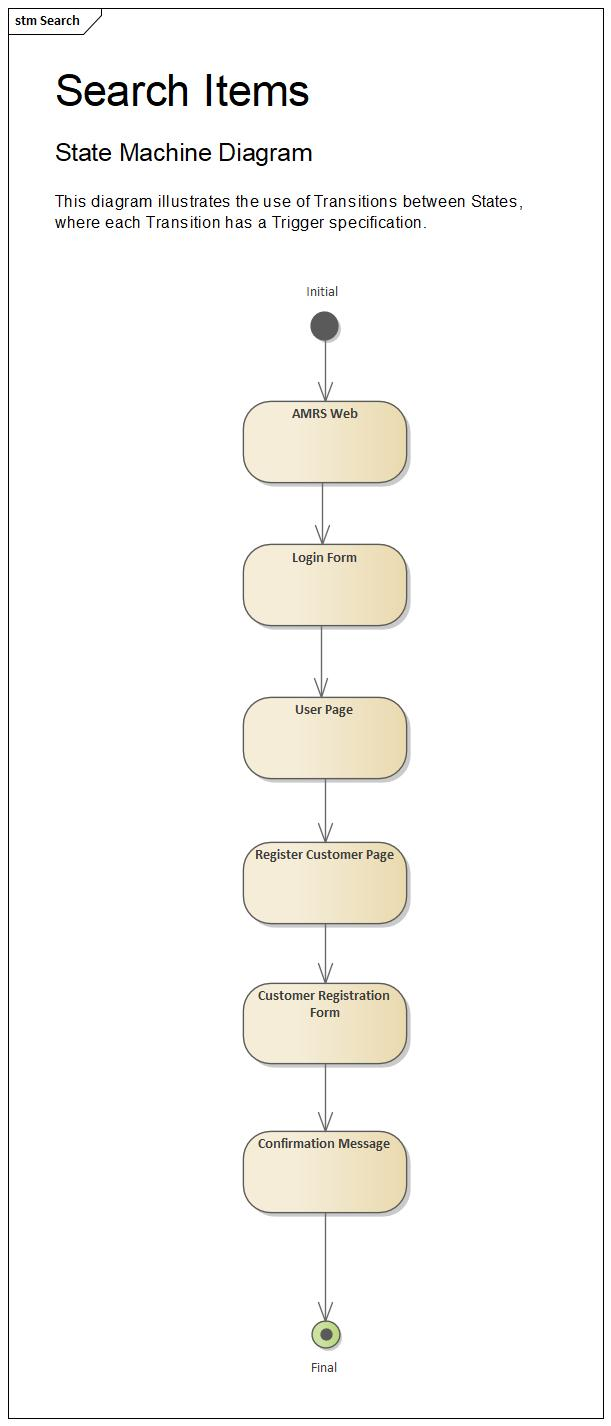 stm Search
Search Items
State Machine Diagram
This diagram illustrates the use of Transitions between States,
where each Transition has a Trigger specification.
Initial
AMRS Web
Login Form
User Page
Register Customer Page
Customer Registration
Form
Confirmation Message
Final